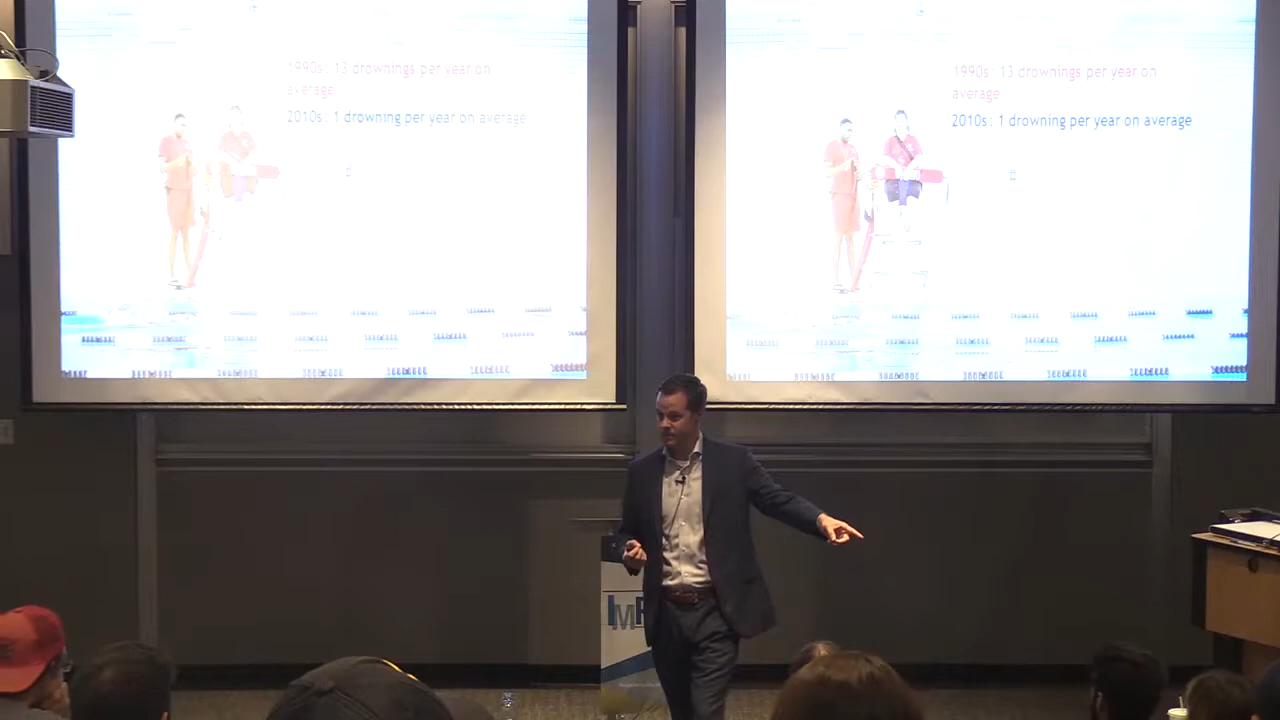 1990s: 13 drownings per year on
average
2010s: 1 drowning per year on average
1990s: 13 drownings per year on
average
2010s: 1 drowning per year on average